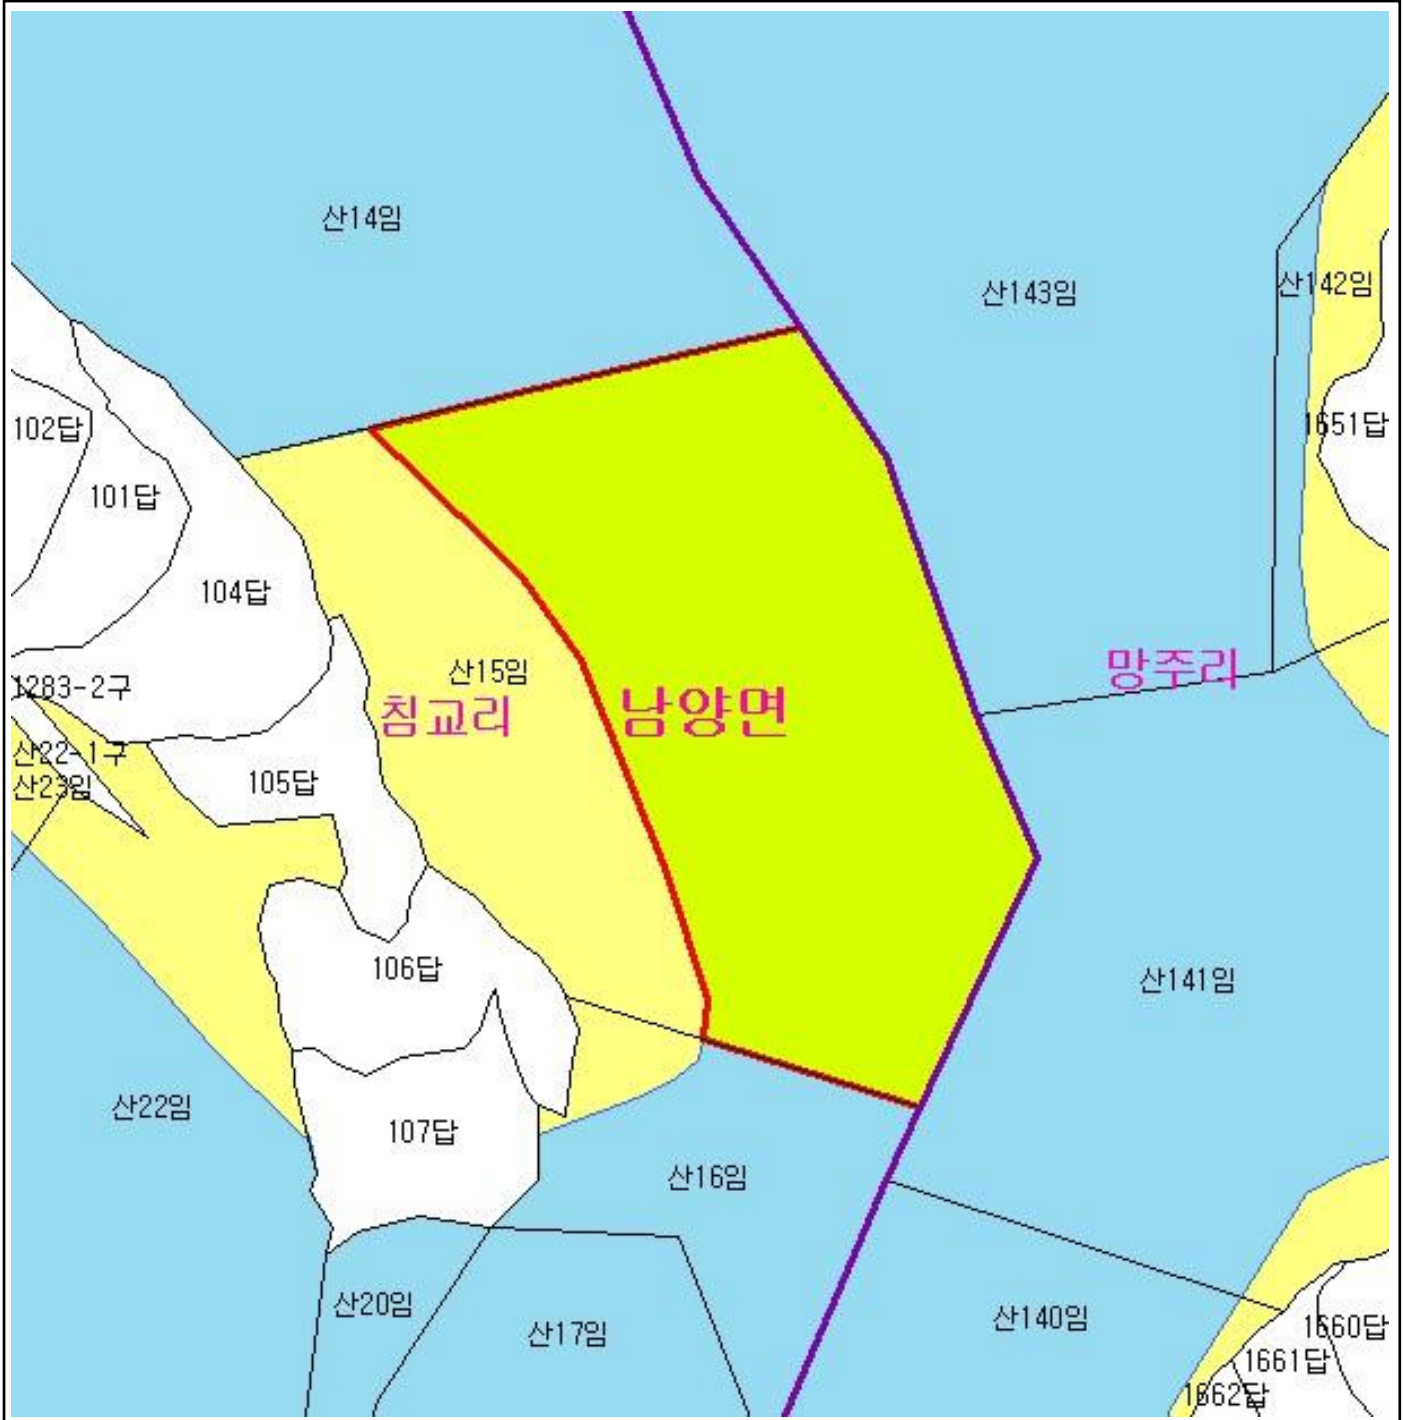 산14임
산143임
산142임
102답
1651답
101답
104답
망주리
산15임
1283-2구
침교리
남양면
산22-1구
105답
산23임
106답
산141임
산22임
107답
산16임
산20임
산140임
1660답
산17임
1661답
1662답